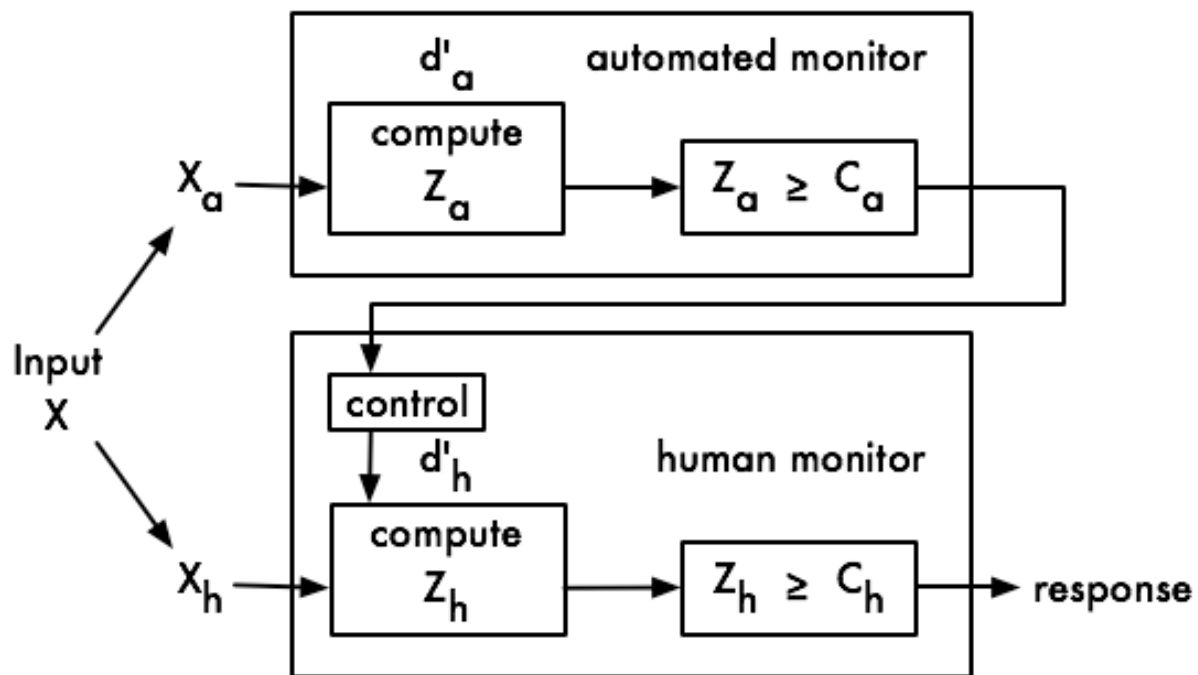 d'ₐ automated monitor
compute
Zₐ
Xₐ
Zₐ ≥ Cₐ
Input
X
control
d'ₕ human monitor
compute
Zₕ
Xₕ
Zₕ ≥ Cₕ
response